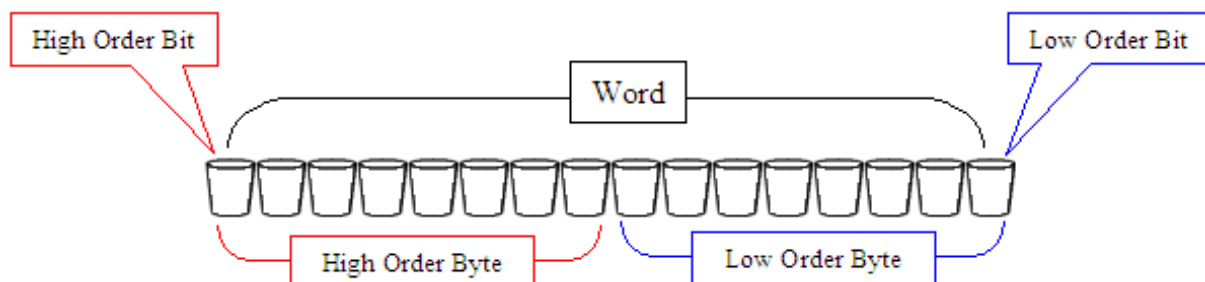 High Order Bit
Low Order Bit
Word
High Order Byte
Low Order Byte